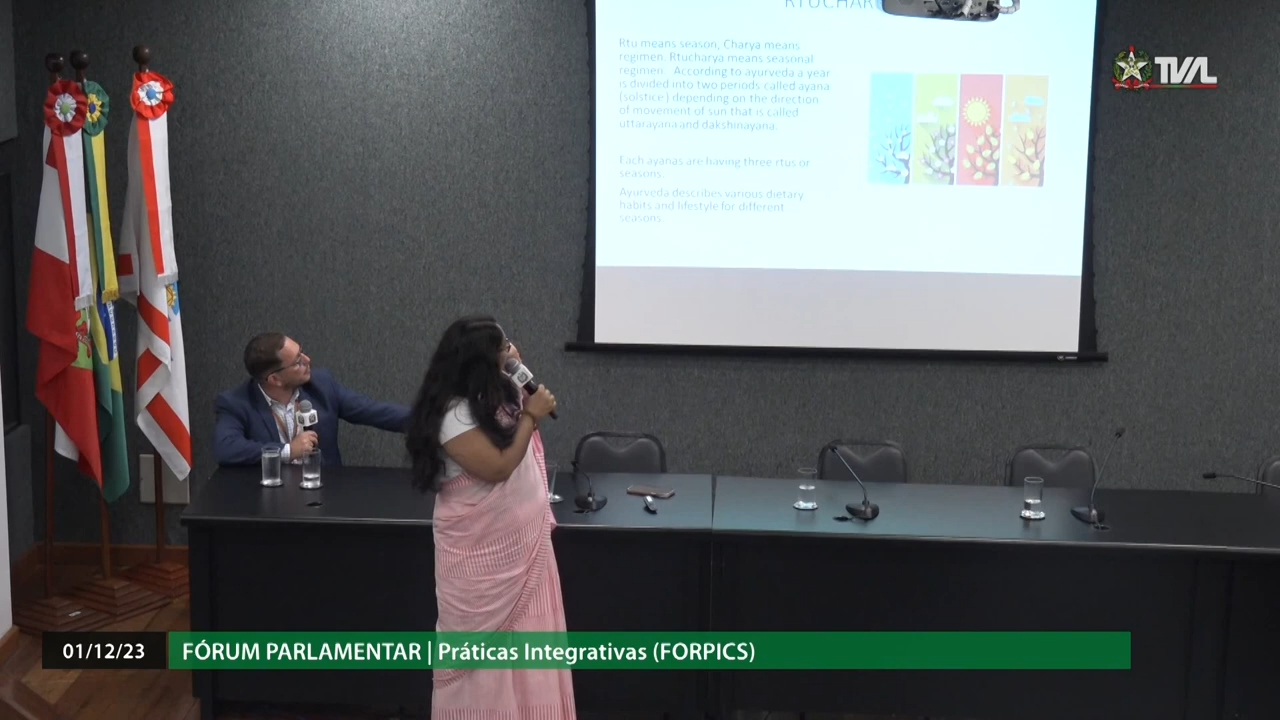 RTUCHAR
Rtu means season, Charya means
regimen. Rtucharya means seasonal
regimen. According to ayurveda a year
is divided into two periods called ayana
(solstice) depending on the direction
of movement of sun that is called
uttarayana and dakshinayana.
Each ayanas are having three rtus or
seasons.
Ayurveda describes various dietary
habits and lifestyle for different
seasons.
TVAL
01/12/23
FÓRUM PARLAMENTAR | Práticas Integrativas (FORPICS)